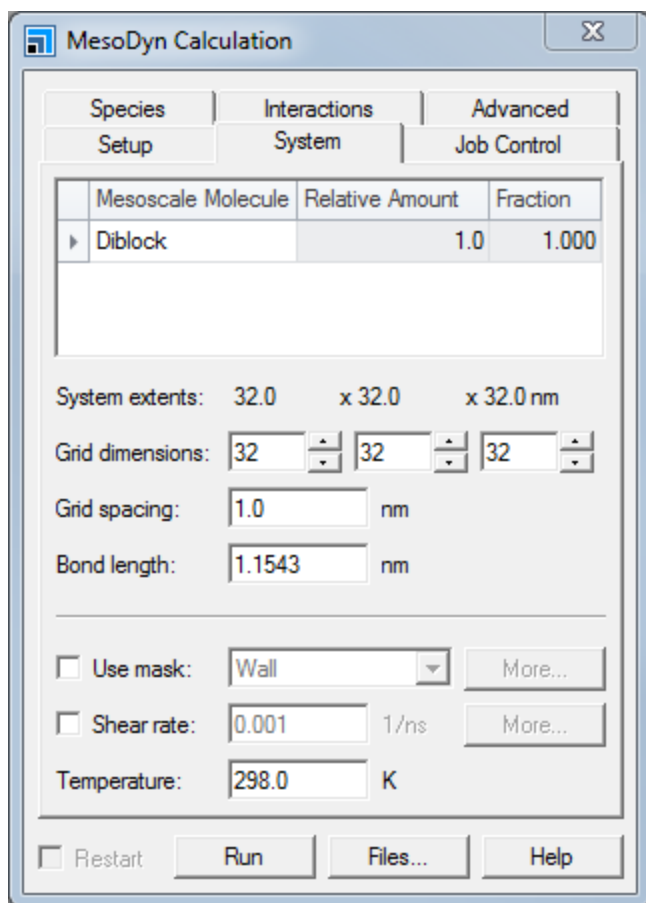 MesoDyn Calculation
Species Interactions Advanced
Setup System Job Control
Mesoscale Molecule Relative Amount Fraction
Diblock 1.0 1.000
System extents: 32.0 x 32.0 x 32.0 nm
Grid dimensions: 32 32 32
Grid spacing: 1.0 nm
Bond length: 1.1543 nm
Use mask: Wall More...
Shear rate: 0.001 1/ns More...
Temperature: 298.0 K
Restart Run Files... Help